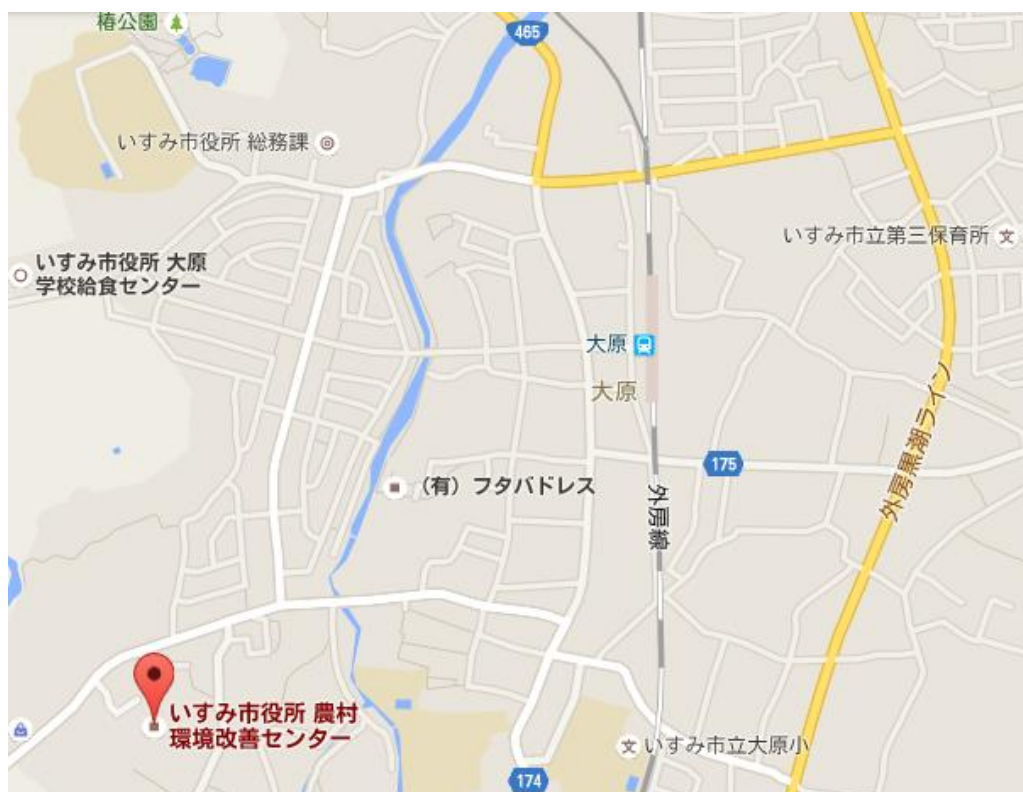 椿公園
465
いすみ市役所 総務課
いすみ市立第三保育所
文
いすみ市役所 大原
学校給食センター
大原
大原
外房黒潮ライン
175
（有）フタバドレス
外房線
いすみ市役所 農村
環境改善センター
文
いすみ市立大原小
174